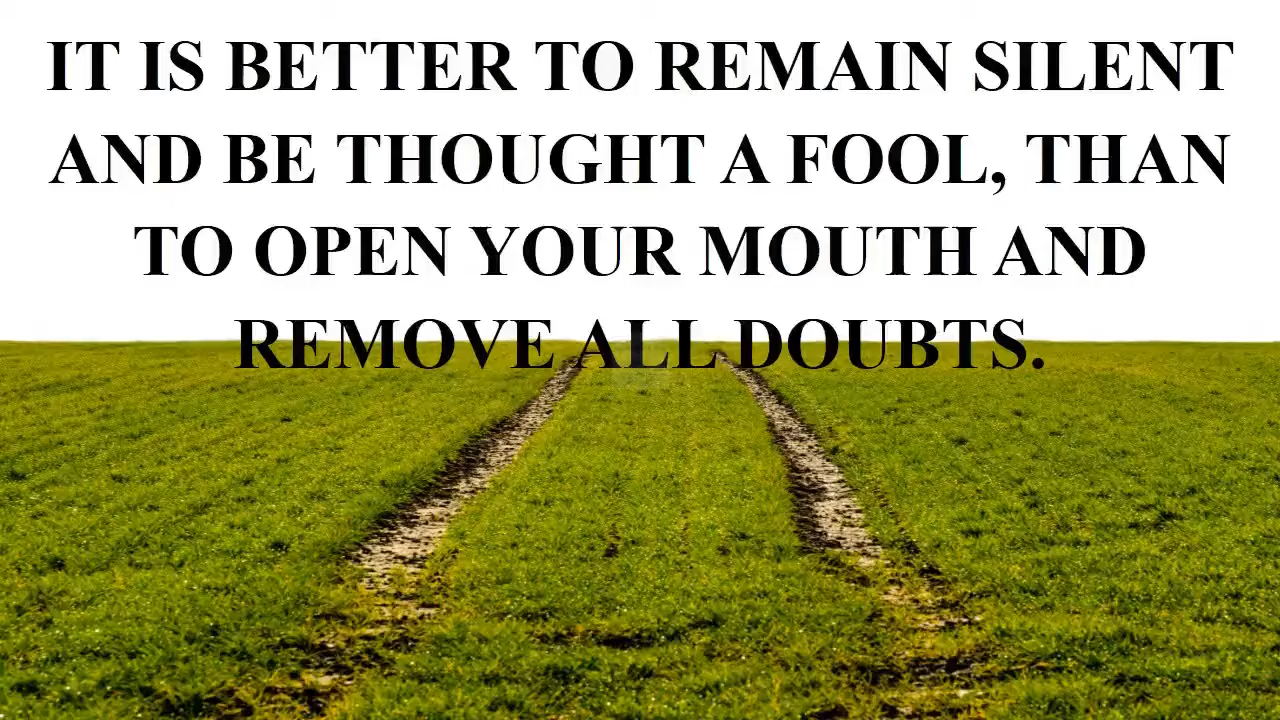 IT IS BETTER TO REMAIN SILENT
AND BE THOUGHT A FOOL, THAN
TO OPEN YOUR MOUTH AND
REMOVE ALL DOUBTS.